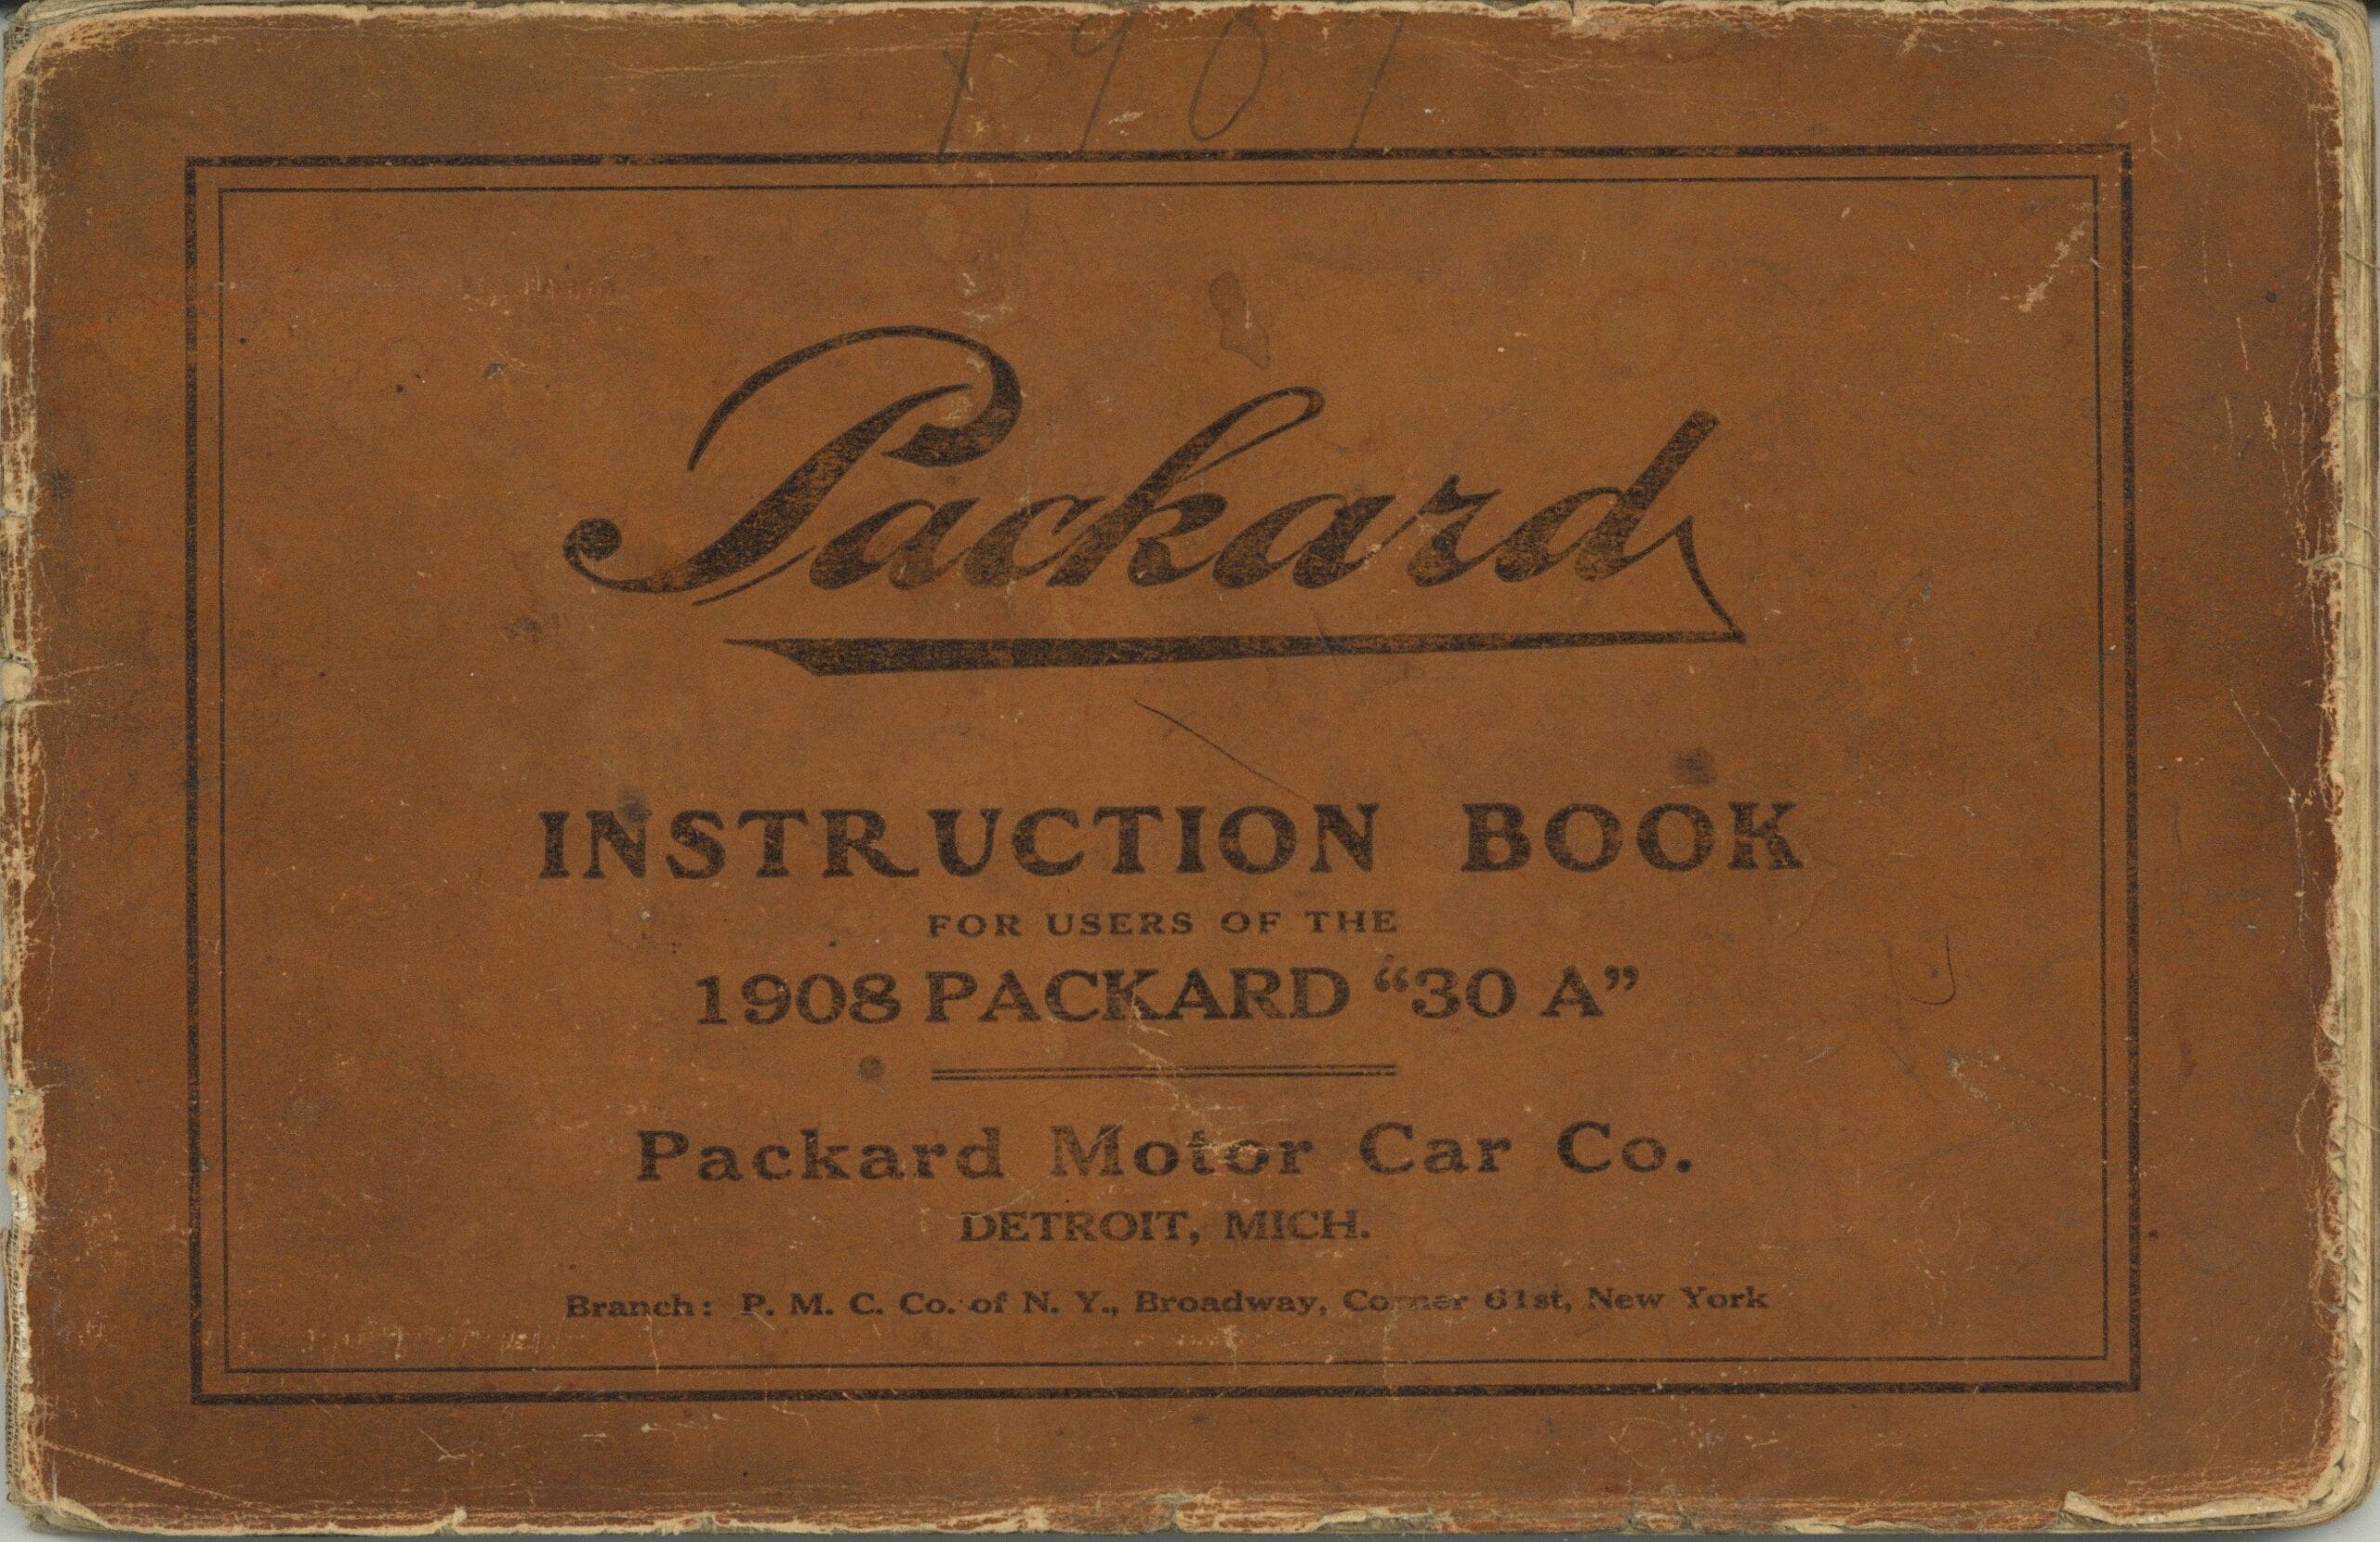 1907
Packard
INSTRUCTION BOOK
FOR USERS OF THE
1908 PACKARD “30 A”
Packard Motor Car Co.
DETROIT, MICH.
Branch: P. M. C. Co. of N. Y., Broadway, Corner 61st, New York